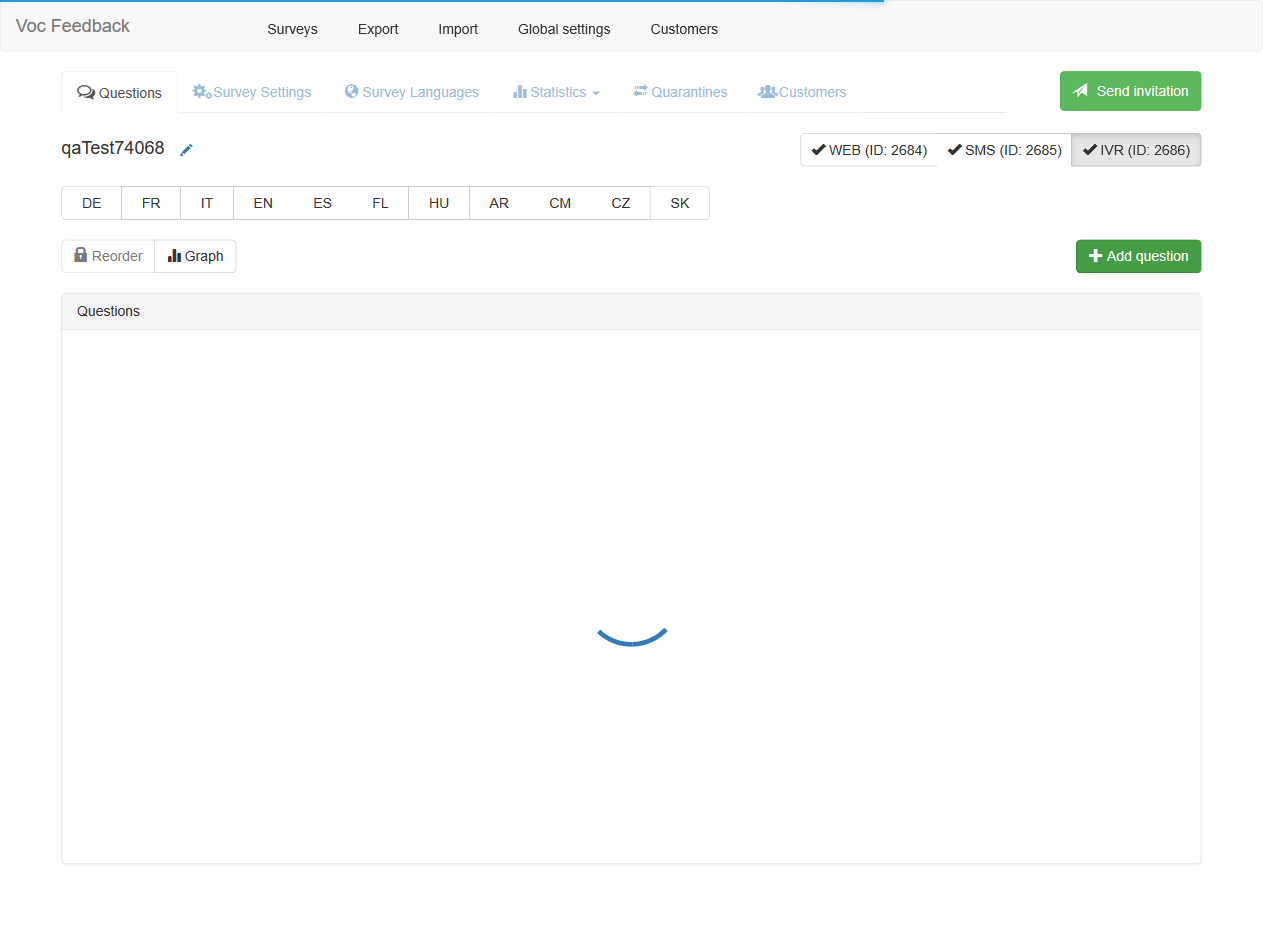 Voc Feedback Surveys Export Import Global settings Customers
Questions Survey Settings Survey Languages Statistics Quarantines Customers Send invitation
qaTest74068 WEB (ID: 2684) SMS (ID: 2685) IVR (ID: 2686)
DE FR IT EN ES FL HU AR CM CZ SK
Reorder Graph Add question
Questions